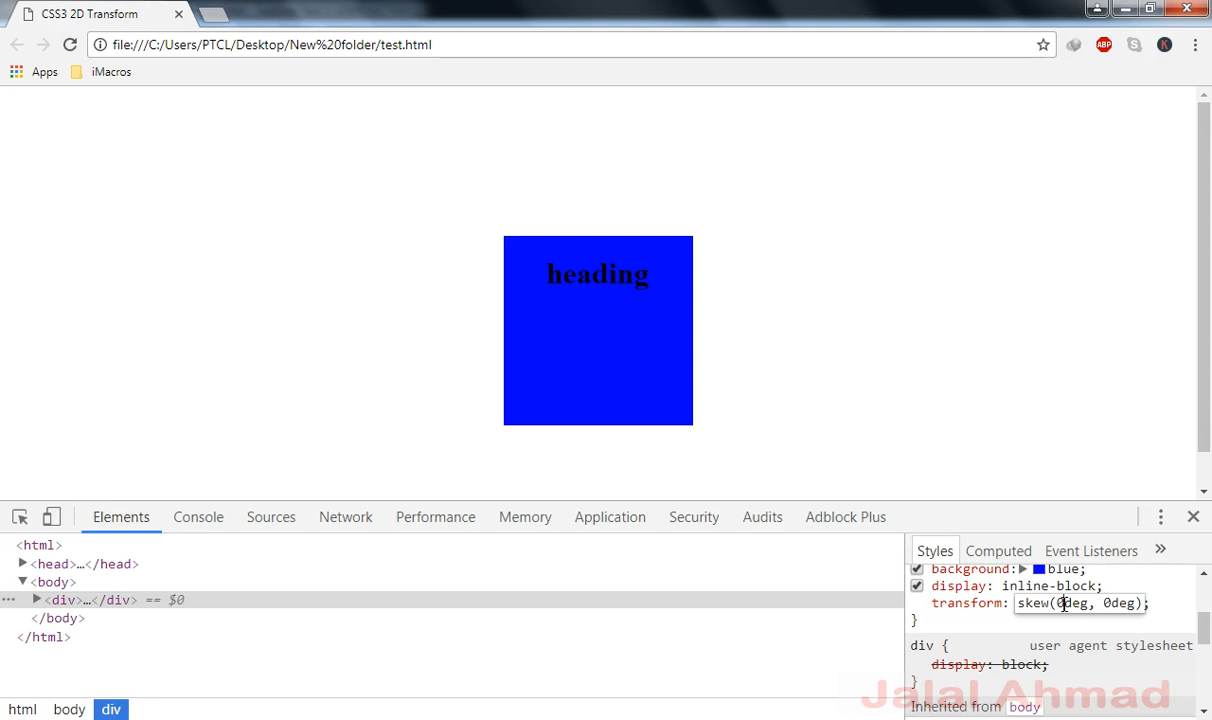 CSS3 2D Transform
file:///C:/Users/PTCL/Desktop/New%20folder/test.html
ABP
K
Apps
iMacros
heading
Elements
Console
Sources
Network
Performance
Memory
Application
Security
Audits
Adblock Plus
<html>
<head>…</head>
<body>
<div>…</div> == $0
</body>
</html>
html body div
Styles
Computed
Event Listeners
»
background: blue;
display: inline-block;
transform: skew(0deg, 0deg);
}
div { user agent stylesheet
display: block;
}
Inherited from body
Jalal Ahmad